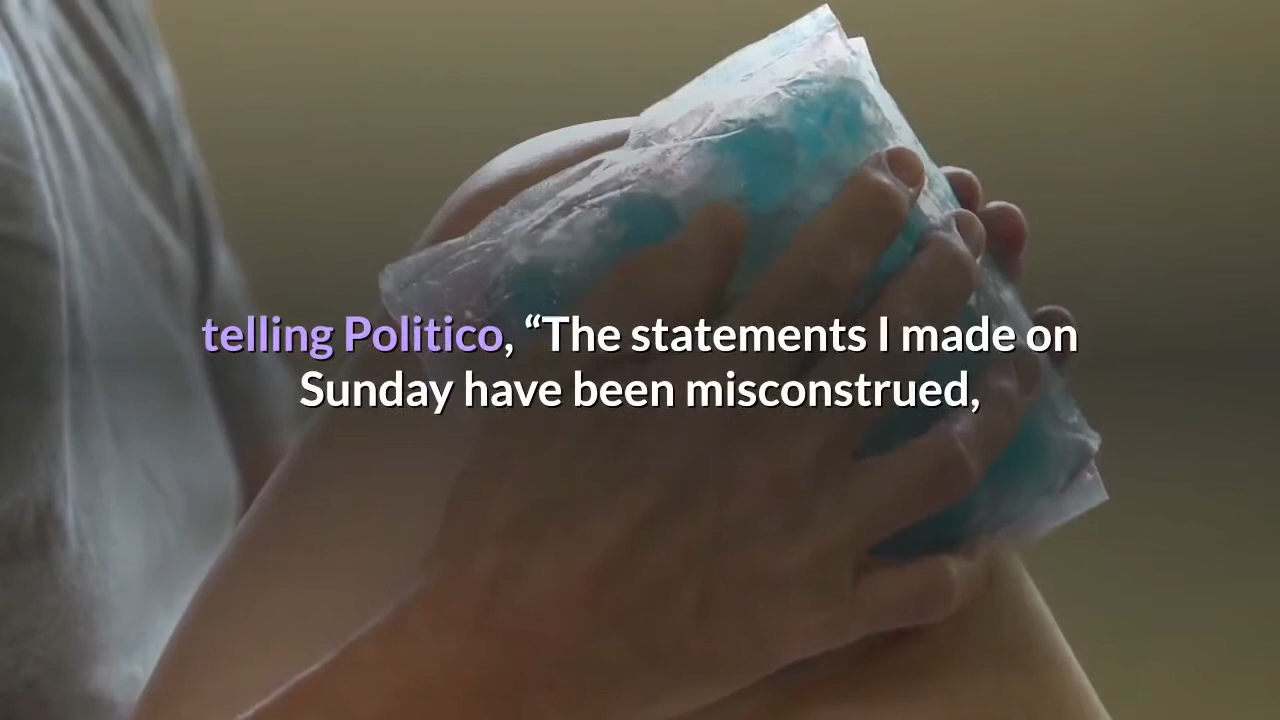 telling Politico, “The statements I made on
Sunday have been misconstrued,